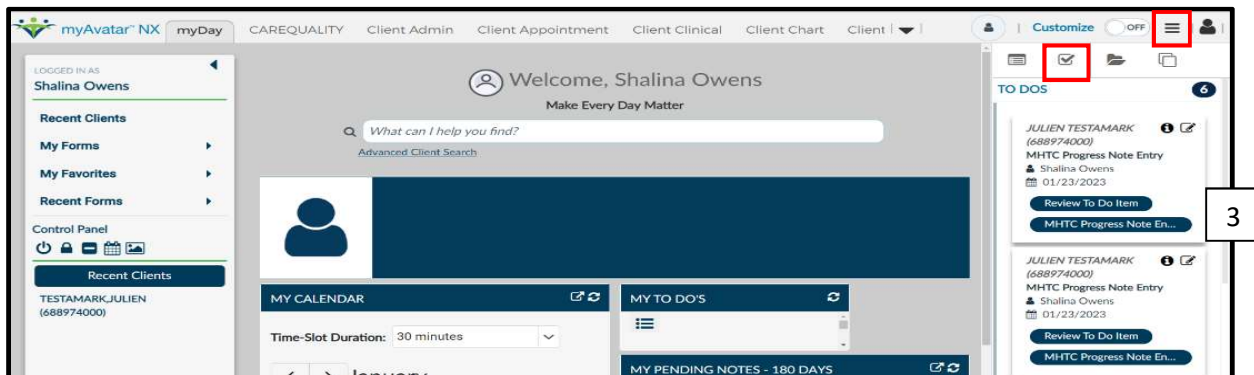 myAvatar™ NX myDay CAREQUALITY Client Admin Client Appointment Client Clinical Client Chart Client Customize OFF
LOGGED IN AS
Shalina Owens
Recent Clients
My Forms
My Favorites
Recent Forms
Control Panel
Recent Clients
TESTAMARK,JULIEN
(688974000)
Welcome, Shalina Owens
Make Every Day Matter
What can I help you find?
Advanced Client Search
MY CALENDAR
Time-Slot Duration: 30 minutes
January
MY TO DO'S
MY PENDING NOTES - 180 DAYS
TO DOS 6
JULIEN TESTAMARK
(688974000)
MHTC Progress Note Entry
Shalina Owens
01/23/2023
Review To Do Item
MHTC Progress Note En...
JULIEN TESTAMARK
(688974000)
MHTC Progress Note Entry
Shalina Owens
01/23/2023
Review To Do Item
MHTC Progress Note En...
3